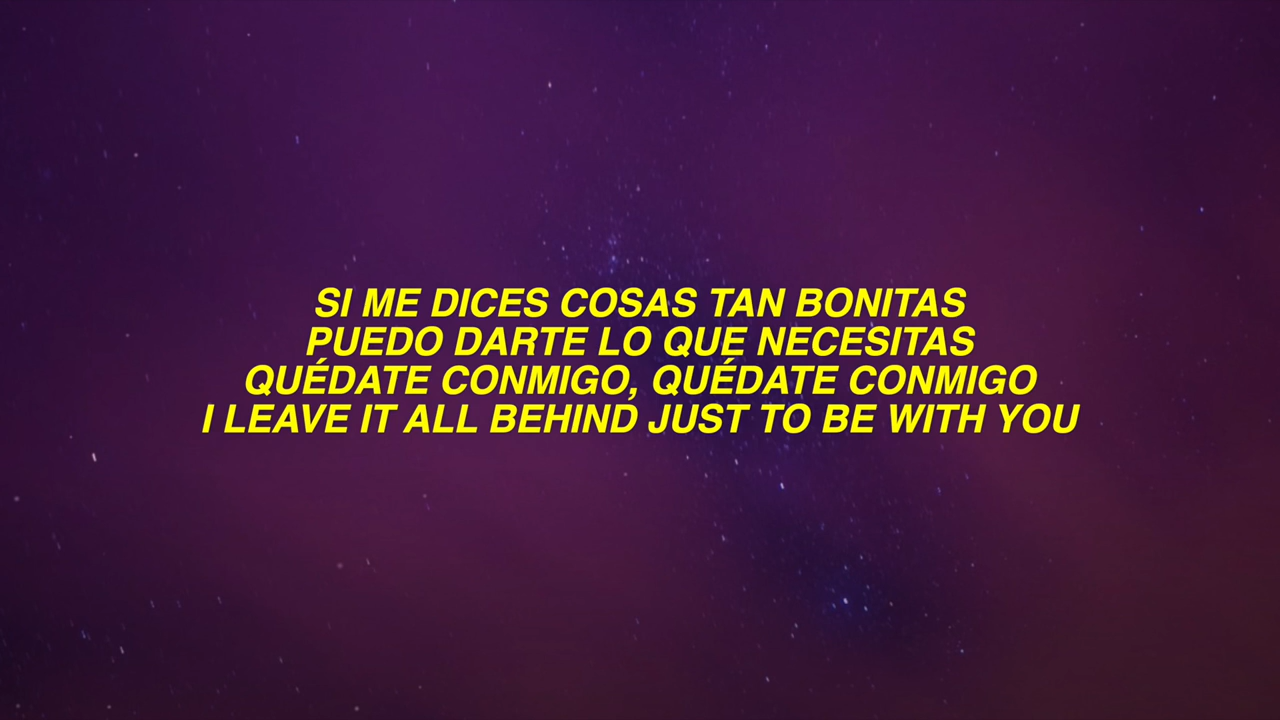 SI ME DICES COSAS TAN BONITAS
PUEDO DARTE LO QUE NECESITAS
QUÉDATE CONMIGO, QUÉDATE CONMIGO
I LEAVE IT ALL BEHIND JUST TO BE WITH YOU